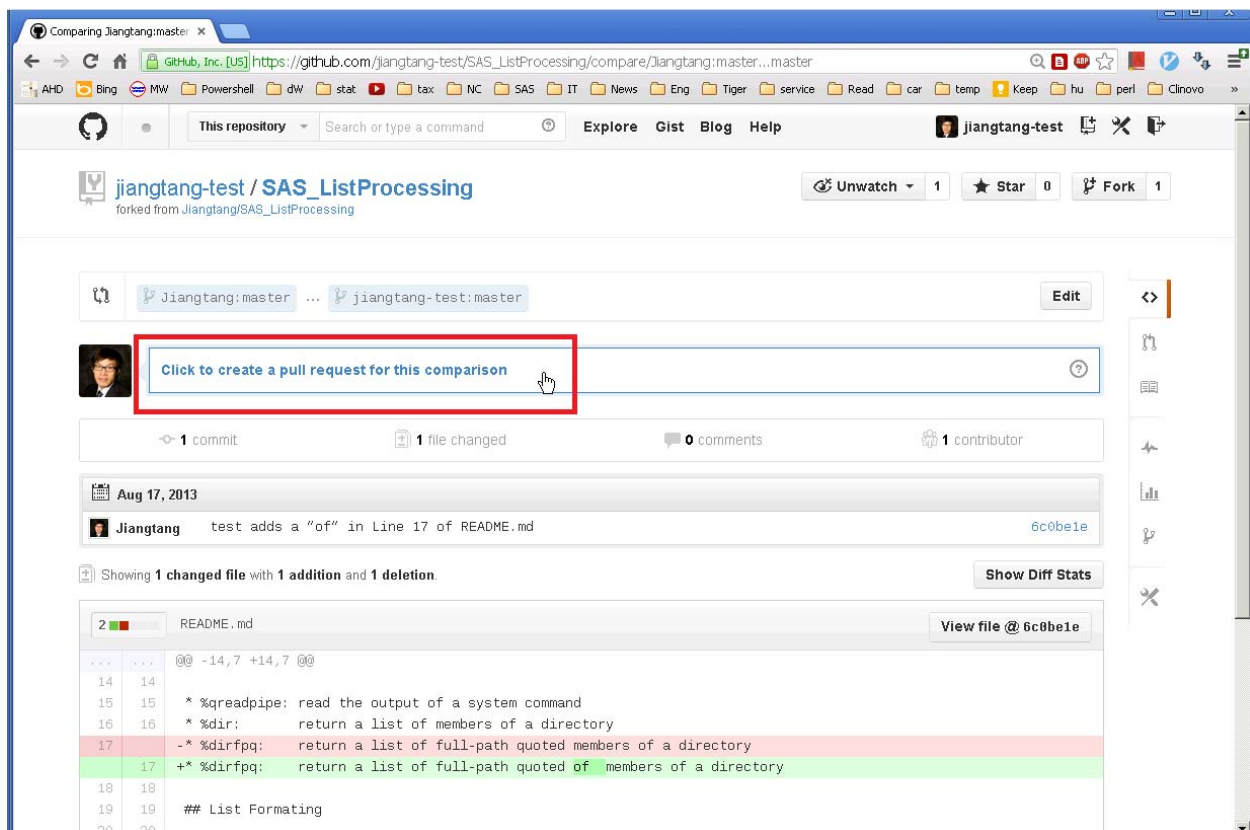 Comparing Jiangtang:master
GitHub, Inc. [US] https://github.com/jiangtang-test/SAS_ListProcessing/compare/Jiangtang:master...master
AHD Bing MW Powershell dW stat tax NC SAS IT News Eng Tiger service Read car temp Keep hu perl Clinovo »
This repository Search or type a command Explore Gist Blog Help jiangtang-test
jiangtang-test / SAS_ListProcessing Unwatch 1 Star 0 Fork 1
forked from Jiangtang/SAS_ListProcessing
Jiangtang:master ... jiangtang-test:master Edit
Click to create a pull request for this comparison
1 commit 1 file changed 0 comments 1 contributor
Aug 17, 2013
Jiangtang test adds a “of” in Line 17 of README.md 6c0be1e
Showing 1 changed file with 1 addition and 1 deletion. Show Diff Stats
2 README.md View file @ 6c0be1e
... ... @@ -14,7 +14,7 @@
14 14
15 15 * %qreadpipe: read the output of a system command
16 16 * %dir: return a list of members of a directory
17 -* %dirfpq: return a list of full-path quoted members of a directory
17 +* %dirfpq: return a list of full-path quoted of members of a directory
18 18
19 19 ## List Formating
20 20